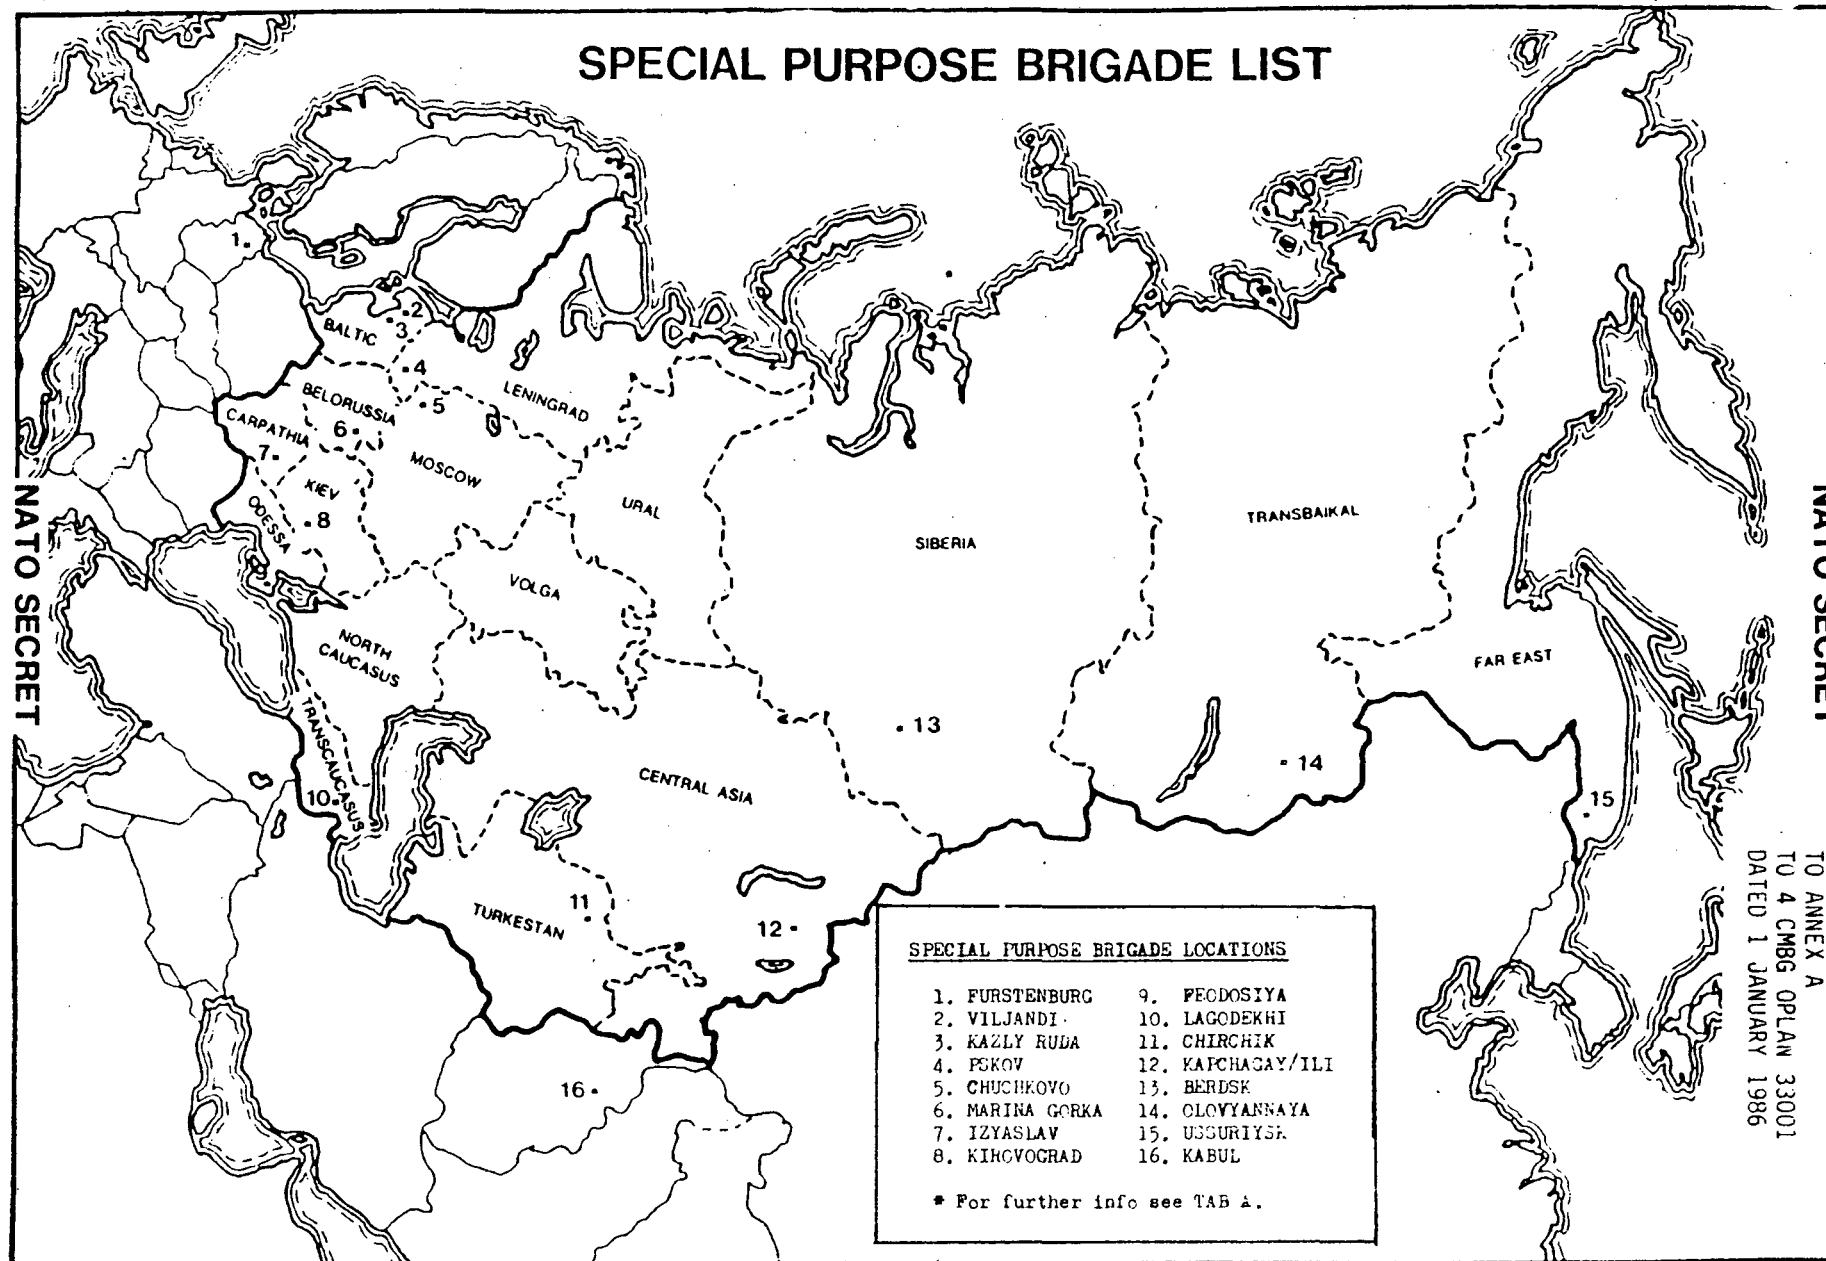 SPECIAL PURPOSE BRIGADE LIST
1
2
BALTIC
3
4
LENINGRAD
BELORUSSIA
5
CARPATHIA
6
7
MOSCOW
KIEV
URAL
ODESSA
8
SIBERIA
TRANSBAIKAL
VOLGA
NORTH
CAUCASUS
FAR EAST
TRANSCAUCASUS
13
14
CENTRAL ASIA
10
15
11
TURKESTAN
12
16
NATO SECRET
NATO SECRET
TO ANNEX A
TO 4 CMBG OPLAN 33001
DATED 1 JANUARY 1986
SPECIAL PURPOSE BRIGADE LOCATIONS
1. FURSTENBURG
2. VILJANDI
3. KAZLY RUDA
4. PSKOV
5. CHUCHKOVO
6. MARINA GORKA
7. IZYASLAV
8. KIROVOGRAD
9. FEODOSIYA
10. LAGODEKHI
11. CHIRCHIK
12. KAPCHAGAY/ILI
13. BERDSK
14. OLOVYANNAYA
15. USSURIYSK
16. KABUL
* For further info see TAB A.